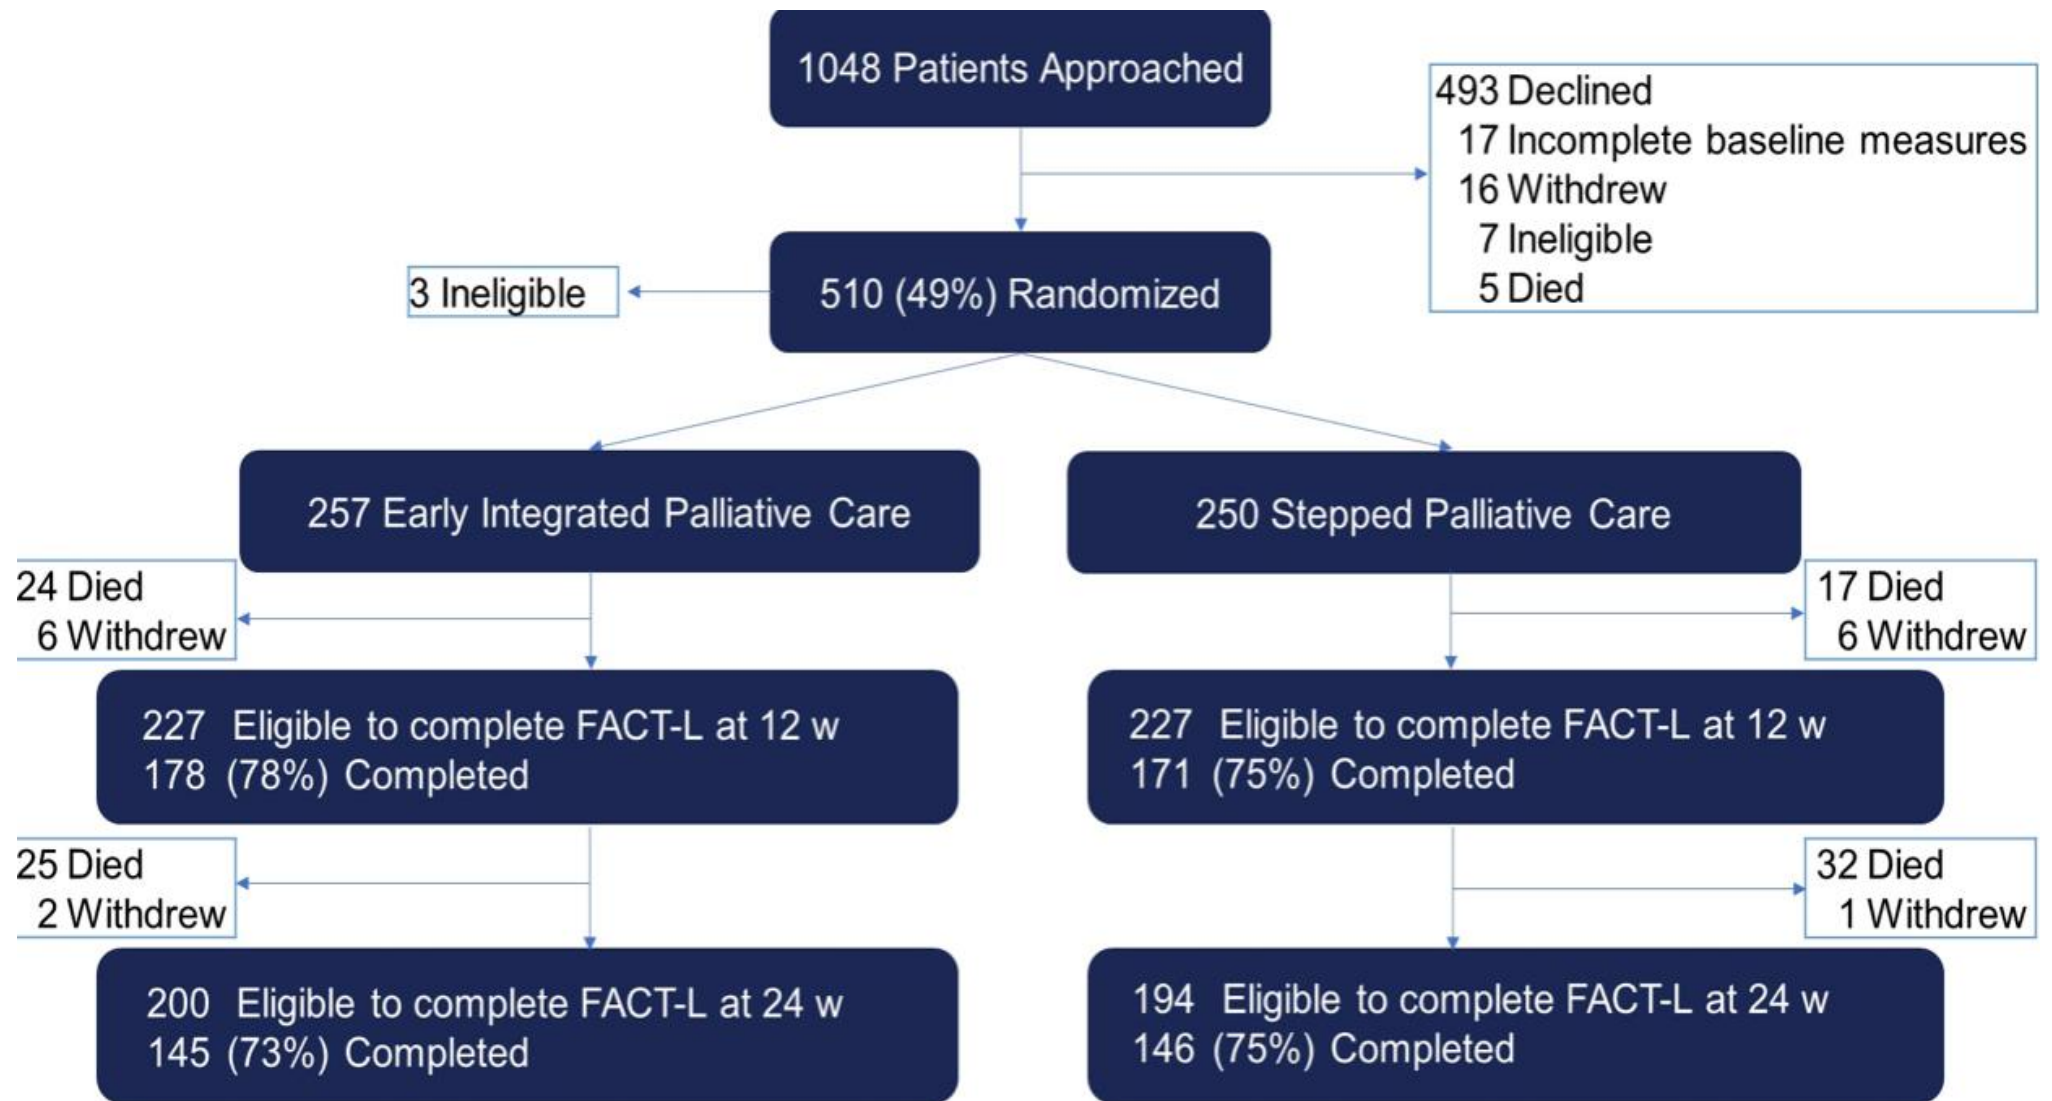 1048 Patients Approached
493 Declined
17 Incomplete baseline measures
16 Withdrew
7 Ineligible
5 Died
3 Ineligible
510 (49%) Randomized
257 Early Integrated Palliative Care
250 Stepped Palliative Care
24 Died
6 Withdrew
17 Died
6 Withdrew
227 Eligible to complete FACT-L at 12 w
178 (78%) Completed
227 Eligible to complete FACT-L at 12 w
171 (75%) Completed
25 Died
2 Withdrew
32 Died
1 Withdrew
200 Eligible to complete FACT-L at 24 w
145 (73%) Completed
194 Eligible to complete FACT-L at 24 w
146 (75%) Completed